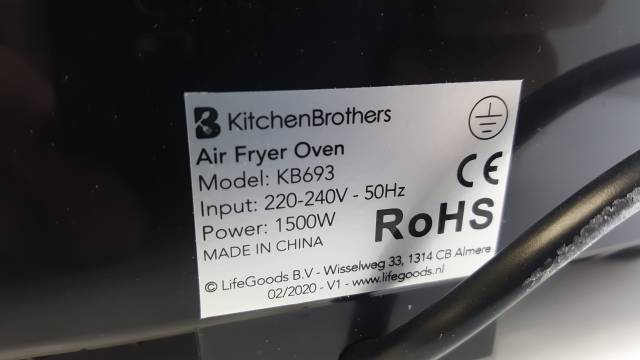 KitchenBrothers
Air Fryer Oven
Model: KB693
Input: 220-240V - 50Hz
Power: 1500W
MADE IN CHINA
CE
RoHS
© LifeGoods B.V - Wisselweg 33, 1314 CB Almere
02/2020 - V1 - www.lifegoods.nl